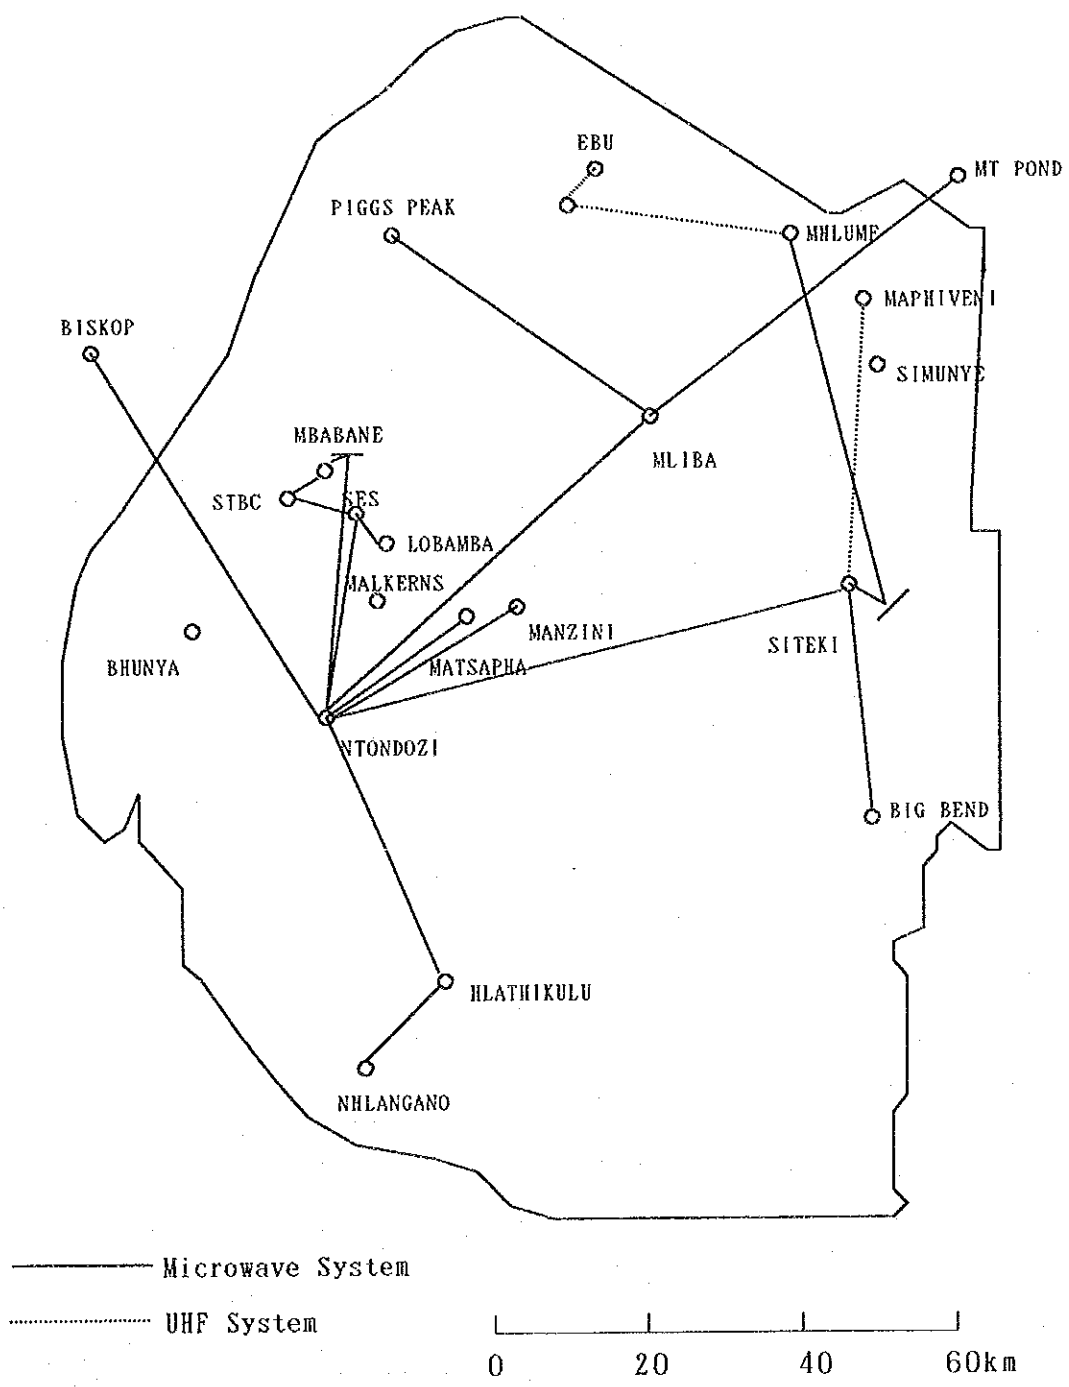 EBU
MT POND
PIGGS PEAK
MHLUME
MAPHIVENI
BISKOP
SIMUNYE
MBABANE
MLIBA
STBC
SES
LOBAMBA
MALKERNS
MANZINI
SITEKI
BHUNYA
MATSAPHA
NTONDOZI
BIG BEND
HLATHIKULU
NHLANGANO
Microwave System
UHF System
0 20 40 60km